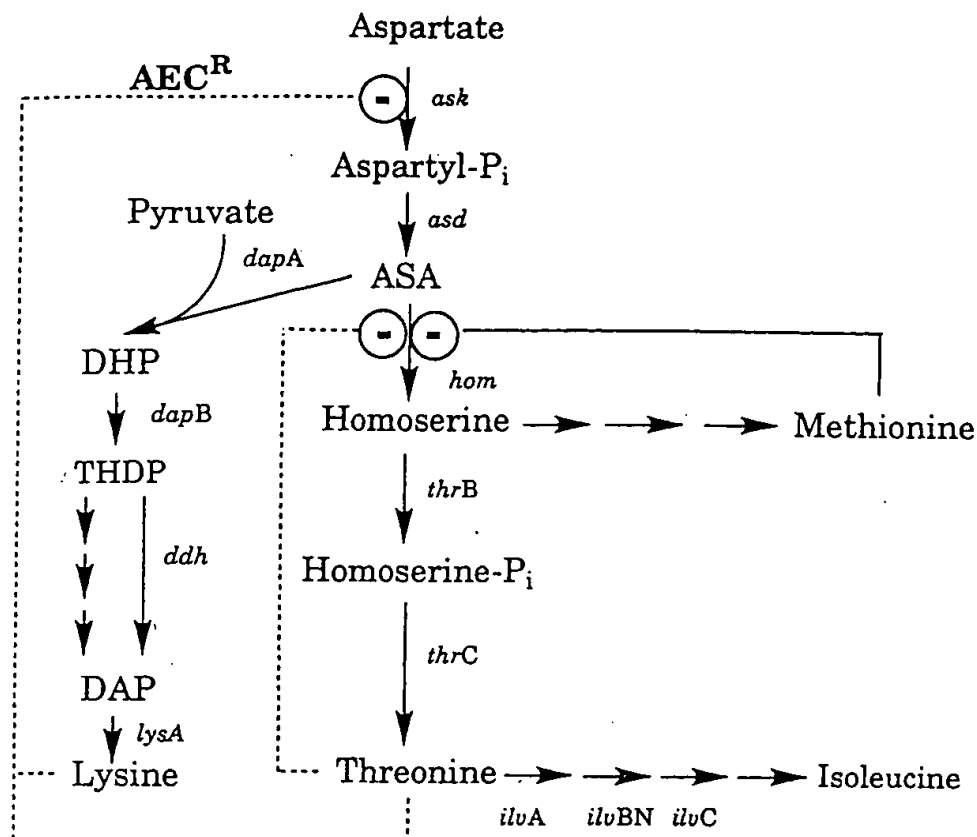 Aspartate
AEC^R
-
ask
Aspartyl-P_i
Pyruvate
asd
dapA
ASA
- -
DHP
hom
dapB
Homoserine
Methionine
THDP
thrB
ddh
Homoserine-P_i
thrC
DAP
lysA
Lysine
Threonine
Isoleucine
ilvA ilvBN ilvC